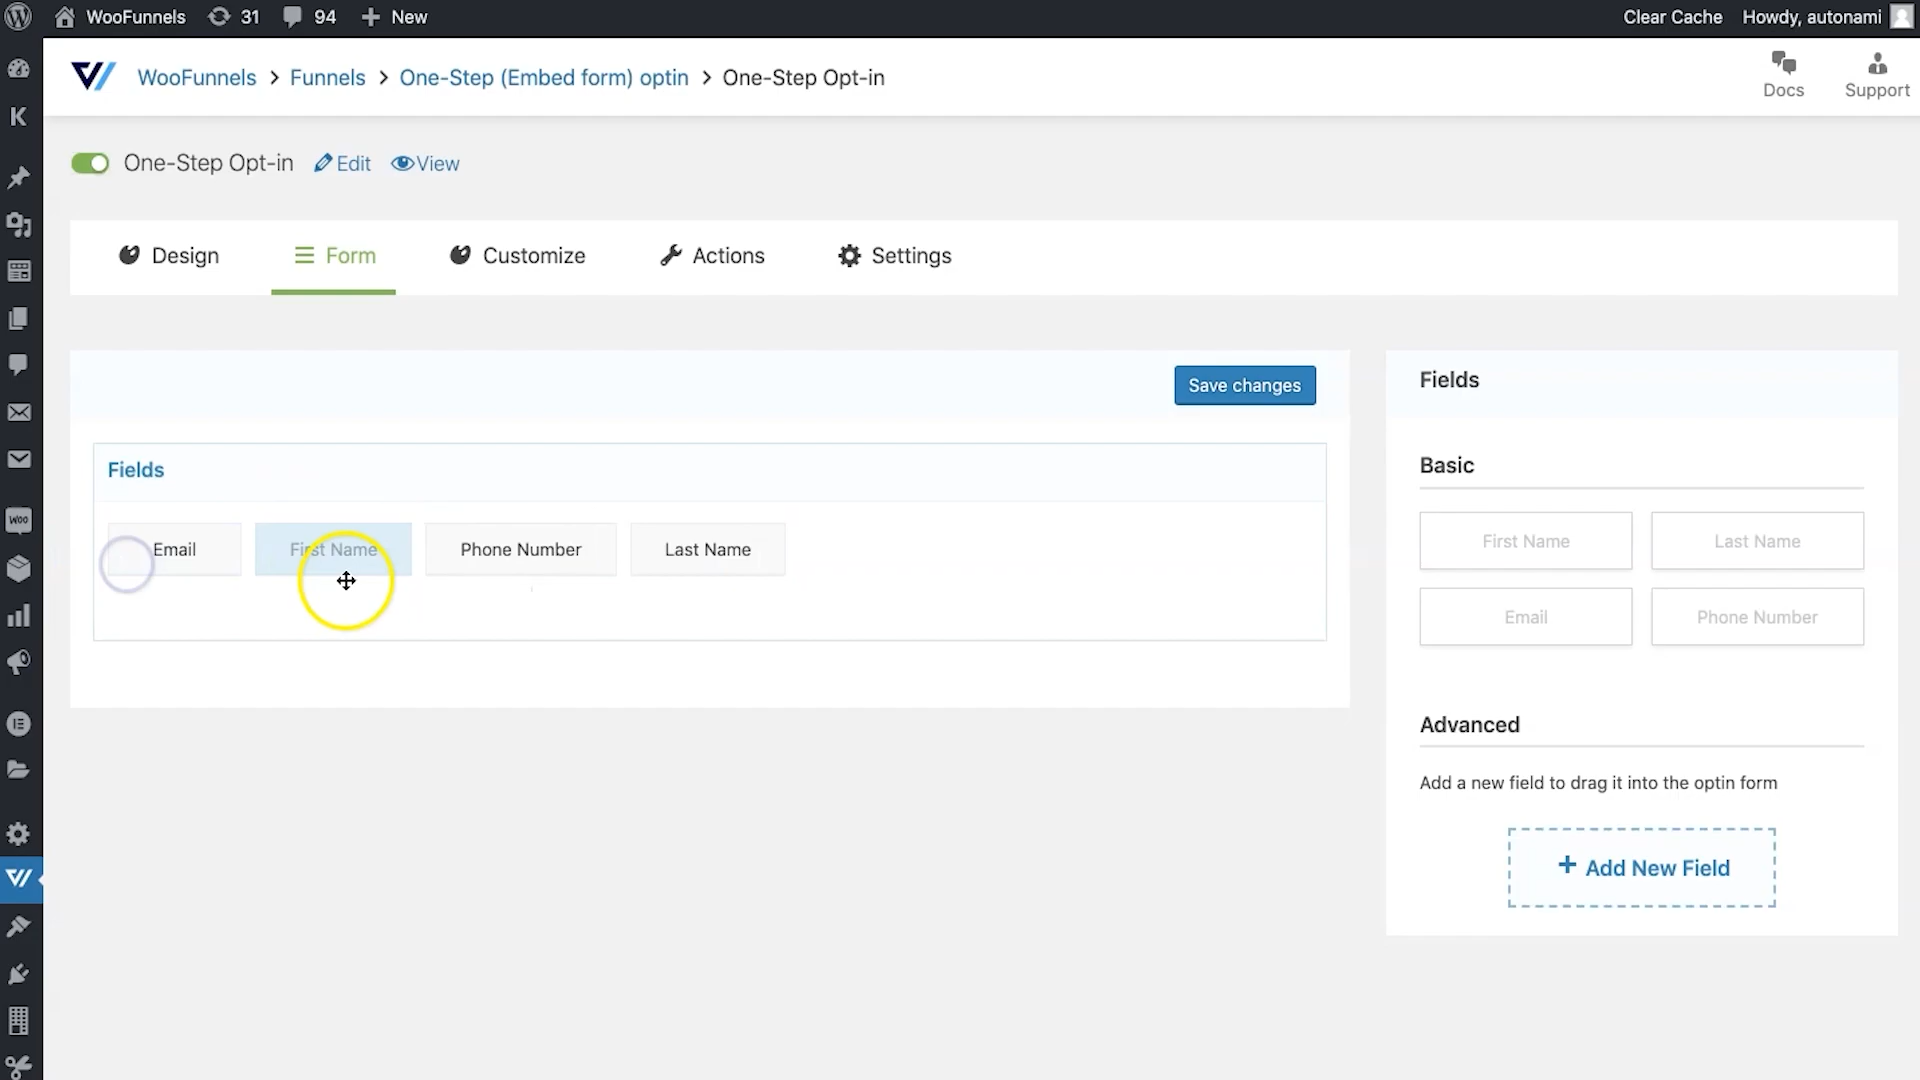 WooFunnels 31 94 + New Clear Cache Howdy, autonami
WooFunnels > Funnels > One-Step (Embed form) optin > One-Step Opt-in
Docs Support
One-Step Opt-in Edit View
Design Form Customize Actions Settings
Save changes
Fields
Email First Name Phone Number Last Name
Fields
Basic
First Name Last Name
Email Phone Number
Advanced
Add a new field to drag it into the optin form
+ Add New Field
K
Woo